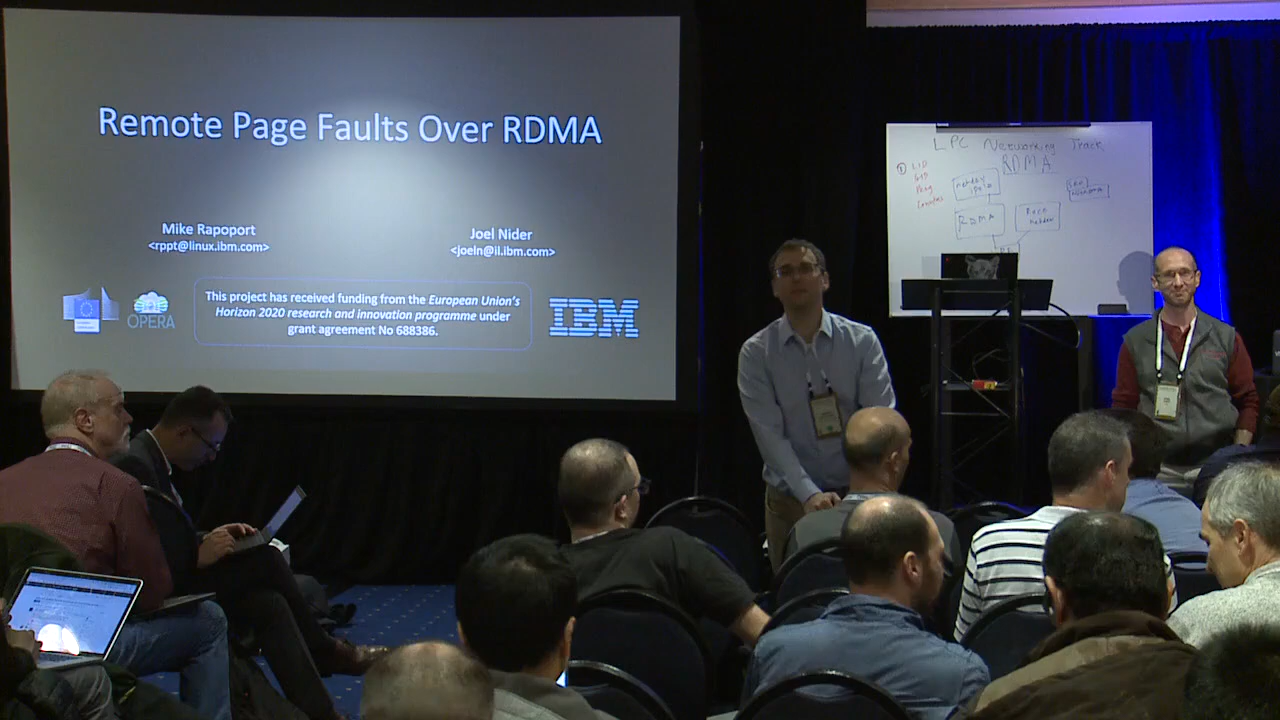 Remote Page Faults Over RDMA
Mike Rapoport
<rppt@linux.ibm.com>
Joel Nider
<joeln@il.ibm.com>
OPERA
This project has received funding from the European Union's
Horizon 2020 research and innovation programme under
grant agreement No 688386.
IBM
LPC Networking Track
RDMA
① LID
RDMA